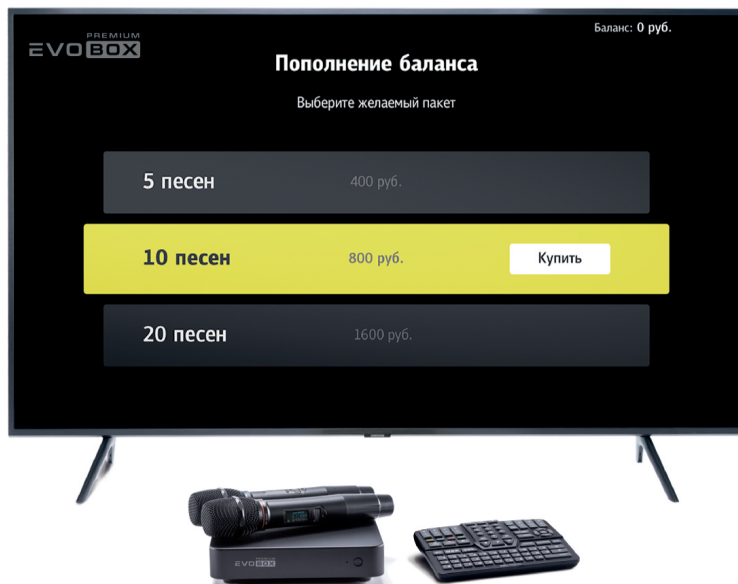 PREMIUM
EVOBOX
Баланс: 0 руб.
Пополнение баланса
Выберите желаемый пакет
5 песен 400 руб.
10 песен 800 руб. Купить
20 песен 1600 руб.
PREMIUM
EVOBOX